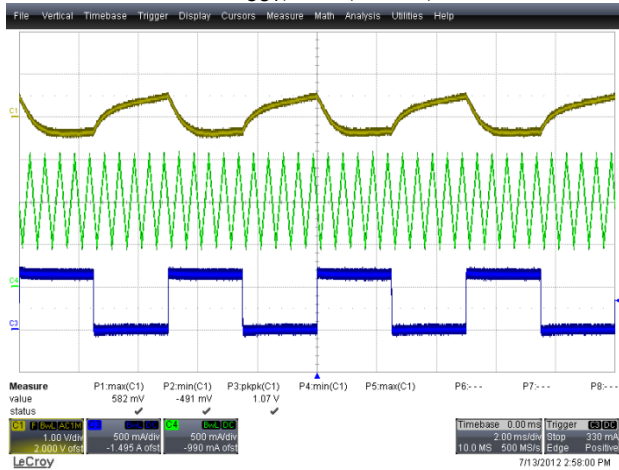 File Vertical Timebase Trigger Display Cursors Measure Math Analysis Utilities Help
C1
C4
C3
Measure P1:max(C1) P2:min(C1) P3:pkpk(C1) P4:min(C1) P5:max(C1) P6:- - - P7:- - - P8:- - -
value 582 mV -491 mV 1.07 V
status
C1 F BwL AC1M
1.00 V/div
2.000 V ofst
500 mA/div
-1.495 A ofst
C4 BwL DC
500 mA/div
-990 mA ofst
Timebase 0.00 ms
2.00 ms/div
10.0 MS 500 MS/s
Trigger C3 DC
Stop 330 mA
Edge Positive
LeCroy
7/13/2012 2:58:00 PM